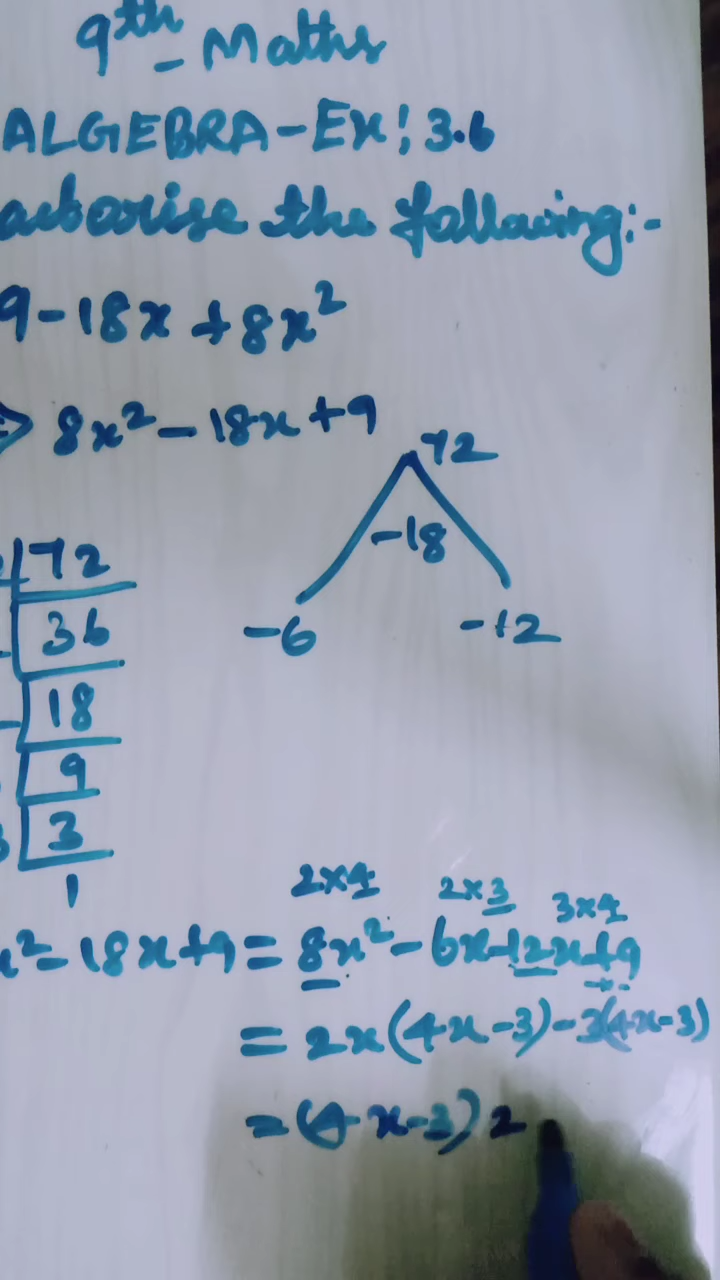 9th - Maths
ALGEBRA - Ex: 3.6
actorise the following:-
9 - 18x + 8x²
⇒ 8x² - 18x + 9
72
-18
-6 -12
72
36
18
9
3 3
1
2×4 2×3 3×4
x² - 18x + 9 = 8x² - 6x - 12x + 9
= 2x(4x - 3) - 3(4x - 3)
= (4x - 3) 2